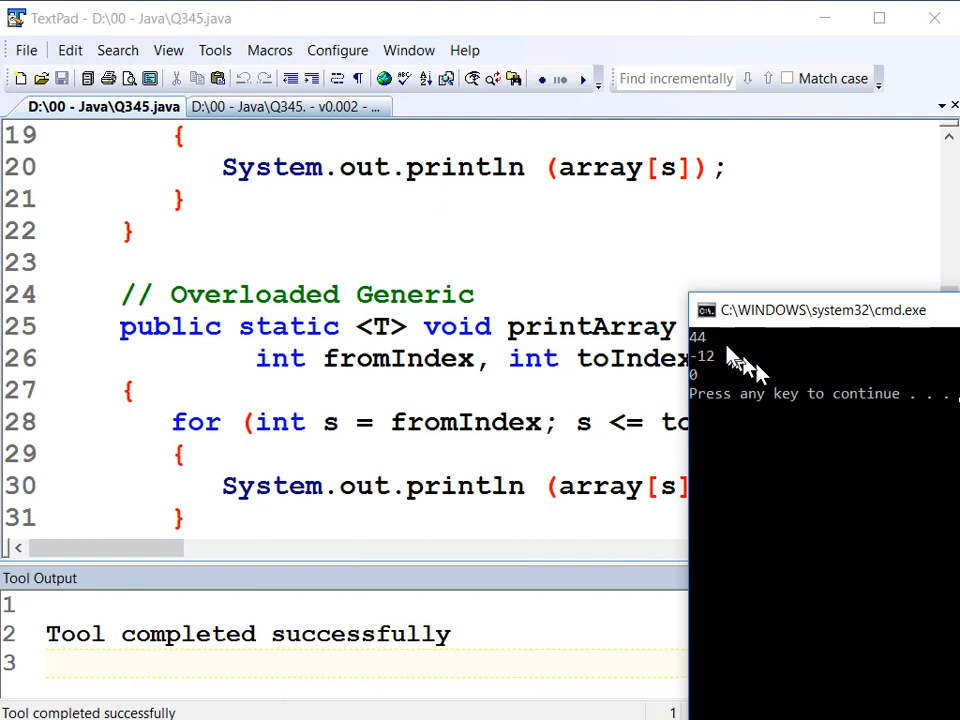 TextPad - D:\00 - Java\Q345.java
File Edit Search View Tools Macros Configure Window Help
Find incrementally Match case
D:\00 - Java\Q345.java D:\00 - Java\Q345. - v0.002 - ...
19 {
20 System.out.println (array[s]);
21 }
22 }
23
24 // Overloaded Generic
25 public static <T> void printArray
26 int fromIndex, int toIndex
27 {
28 for (int s = fromIndex; s <= to
29 {
30 System.out.println (array[s]
31 }
C:\WINDOWS\system32\cmd.exe
44
-12
0
Press any key to continue . . .
Tool Output
1
2 Tool completed successfully
3
Tool completed successfully 1